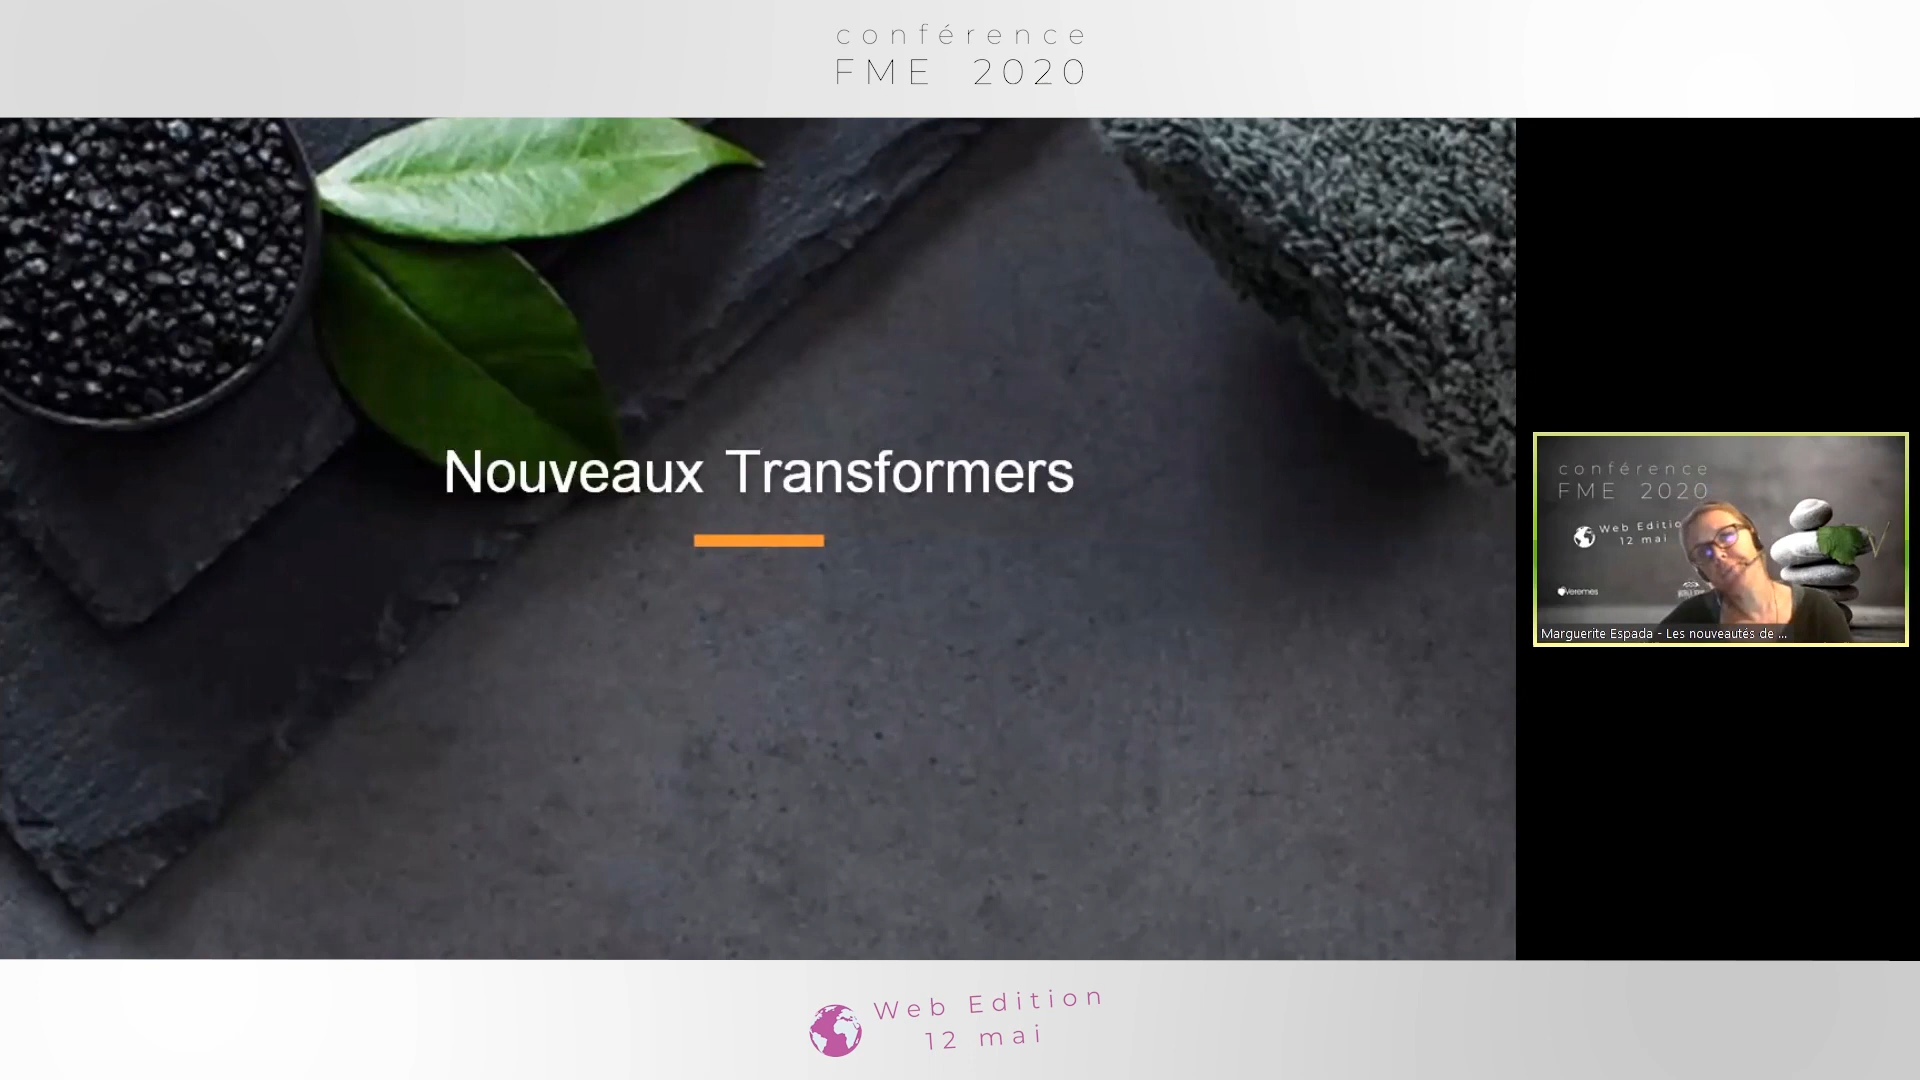 conférence
FME 2020
Nouveaux Transformers
conférence
FME 2020
Web Editio
12 mai
Veremes
Marguerite Espada - Les nouveautés de ...
Web Edition
12 mai